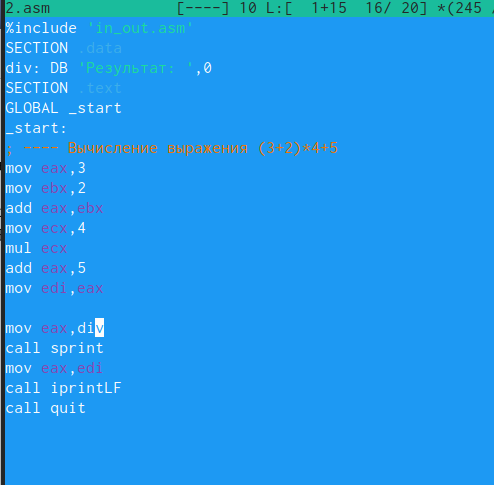 2.asm [----] 10 L:[ 1+15 16/ 20] *(245 /
%include 'in_out.asm'
SECTION .data
div: DB 'Результат: ',0
SECTION .text
GLOBAL _start
_start:
; ---- Вычисление выражения (3+2)*4+5
mov eax,3
mov ebx,2
add eax,ebx
mov ecx,4
mul ecx
add eax,5
mov edi,eax
mov eax,div
call sprint
mov eax,edi
call iprintLF
call quit